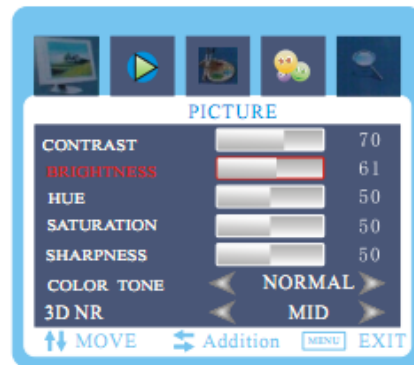 PICTURE
CONTRAST 70
BRIGHTNESS 61
HUE 50
SATURATION 50
SHARPNESS 50
COLOR TONE NORMAL
3D NR MID
MOVE Addition MENU EXIT